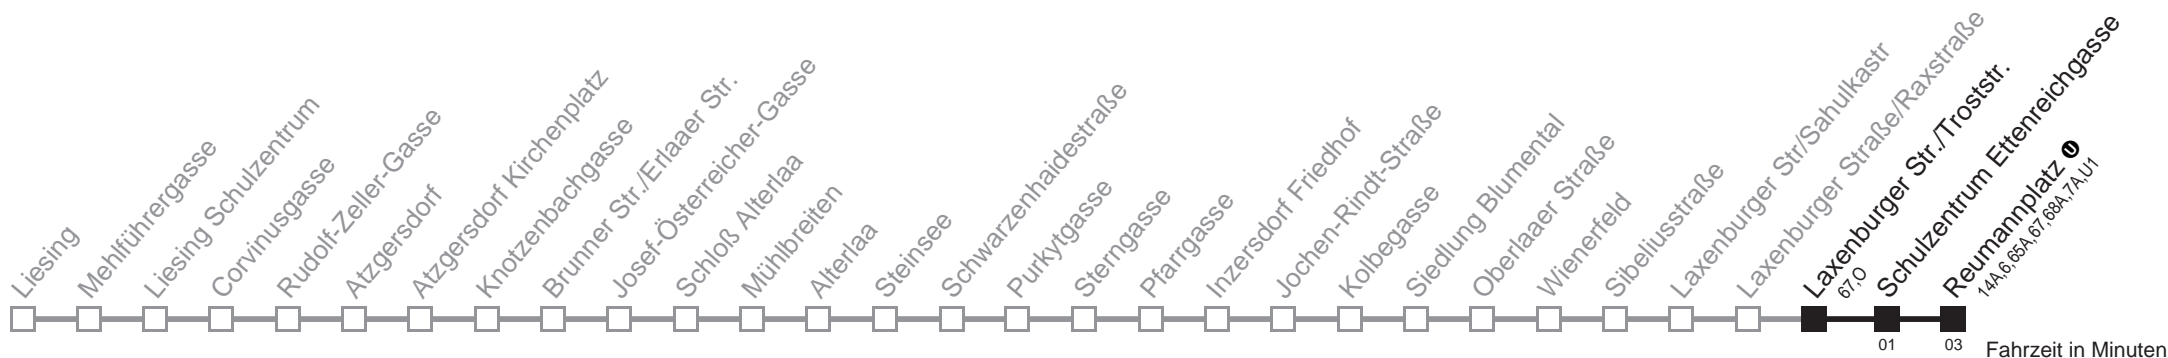 Liesing
Mehlführergasse
Liesing Schulzentrum
Corvinusgasse
Rudolf-Zeller-Gasse
Atzgersdorf
Atzgersdorf Kirchenplatz
Knotzenbachgasse
Brunner Str./Erlaaer Str.
Josef-Österreicher-Gasse
Schloß Alterlaa
Mühlbreiten
Alterlaa
Steinsee
Schwarzenhaidestraße
Purkytgasse
Sterngasse
Pfarrgasse
Inzersdorf Friedhof
Jochen-Rindt-Straße
Kolbegasse
Siedlung Blumental
Oberlaaer Straße
Wienerfeld
Sibeliusstraße
Laxenburger Str/Sahulkastr
Laxenburger Straße/Raxstraße
Laxenburger Str./Troststr.
67,O
Schulzentrum Ettenreichgasse
Reumannplatz U
14A,6,65A,67,68A,7A,U1
01
03
Fahrzeit in Minuten